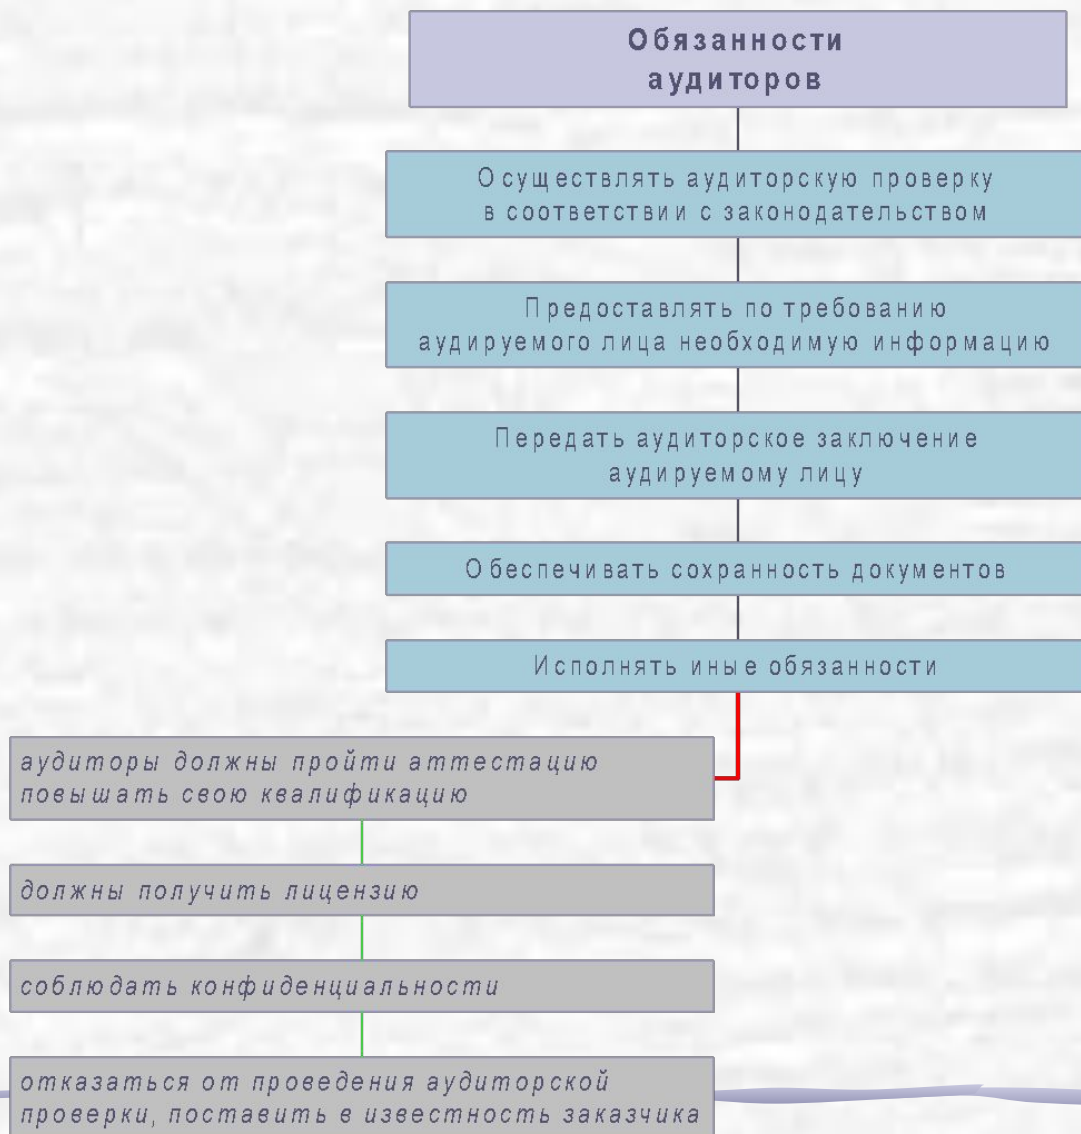 Обязанности
аудиторов
Осуществлять аудиторскую проверку
в соответствии с законодательством
Предоставлять по требованию
аудируемого лица необходимую информацию
Передать аудиторское заключение
аудируемому лицу
Обеспечивать сохранность документов
Исполнять иные обязанности
аудиторы должны пройти аттестацию
повышать свою квалификацию
должны получить лицензию
соблюдать конфиденциальности
отказаться от проведения аудиторской
проверки, поставить в известность заказчика